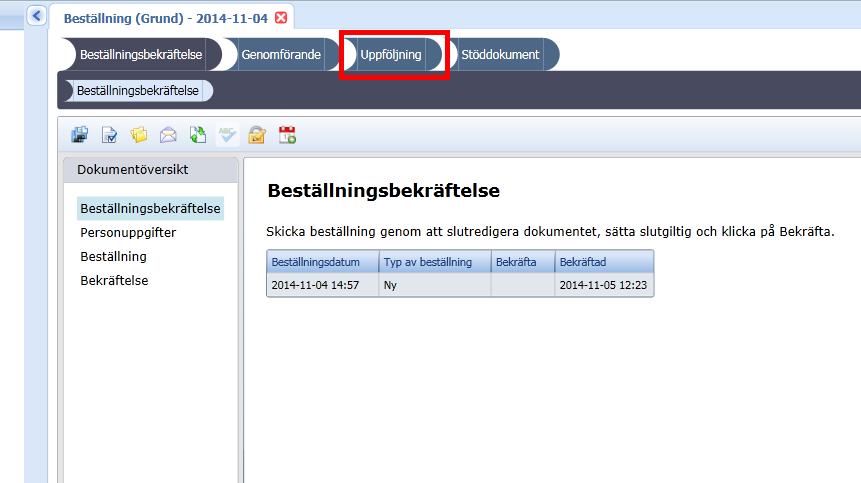 Beställning (Grund) - 2014-11-04
Beställningsbekräftelse Genomförande Uppföljning Stöddokument
Beställningsbekräftelse
ABC
Dokumentöversikt
Beställningsbekräftelse
Personuppgifter
Beställning
Bekräftelse
Beställningsbekräftelse
Skicka beställning genom att slutredigera dokumentet, sätta slutgiltig och klicka på Bekräfta.
Beställningsdatum Typ av beställning Bekräfta Bekräftad
2014-11-04 14:57 Ny 2014-11-05 12:23